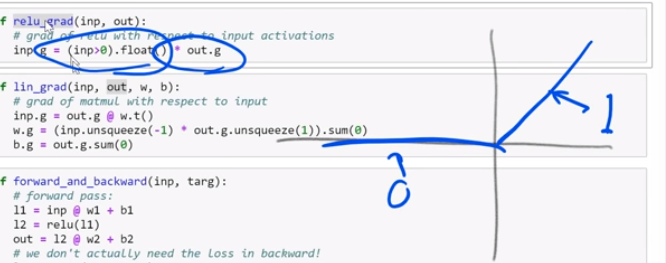 f relu_grad(inp, out):
# grad of relu with respect to input activations
inp.g = (inp>0).float() * out.g
f lin_grad(inp, out, w, b):
# grad of matmul with respect to input
inp.g = out.g @ w.t()
w.g = (inp.unsqueeze(-1) * out.g.unsqueeze(1)).sum(0)
b.g = out.g.sum(0)
1
0
f forward_and_backward(inp, targ):
# forward pass:
l1 = inp @ w1 + b1
l2 = relu(l1)
out = l2 @ w2 + b2
# we don't actually need the loss in backward!